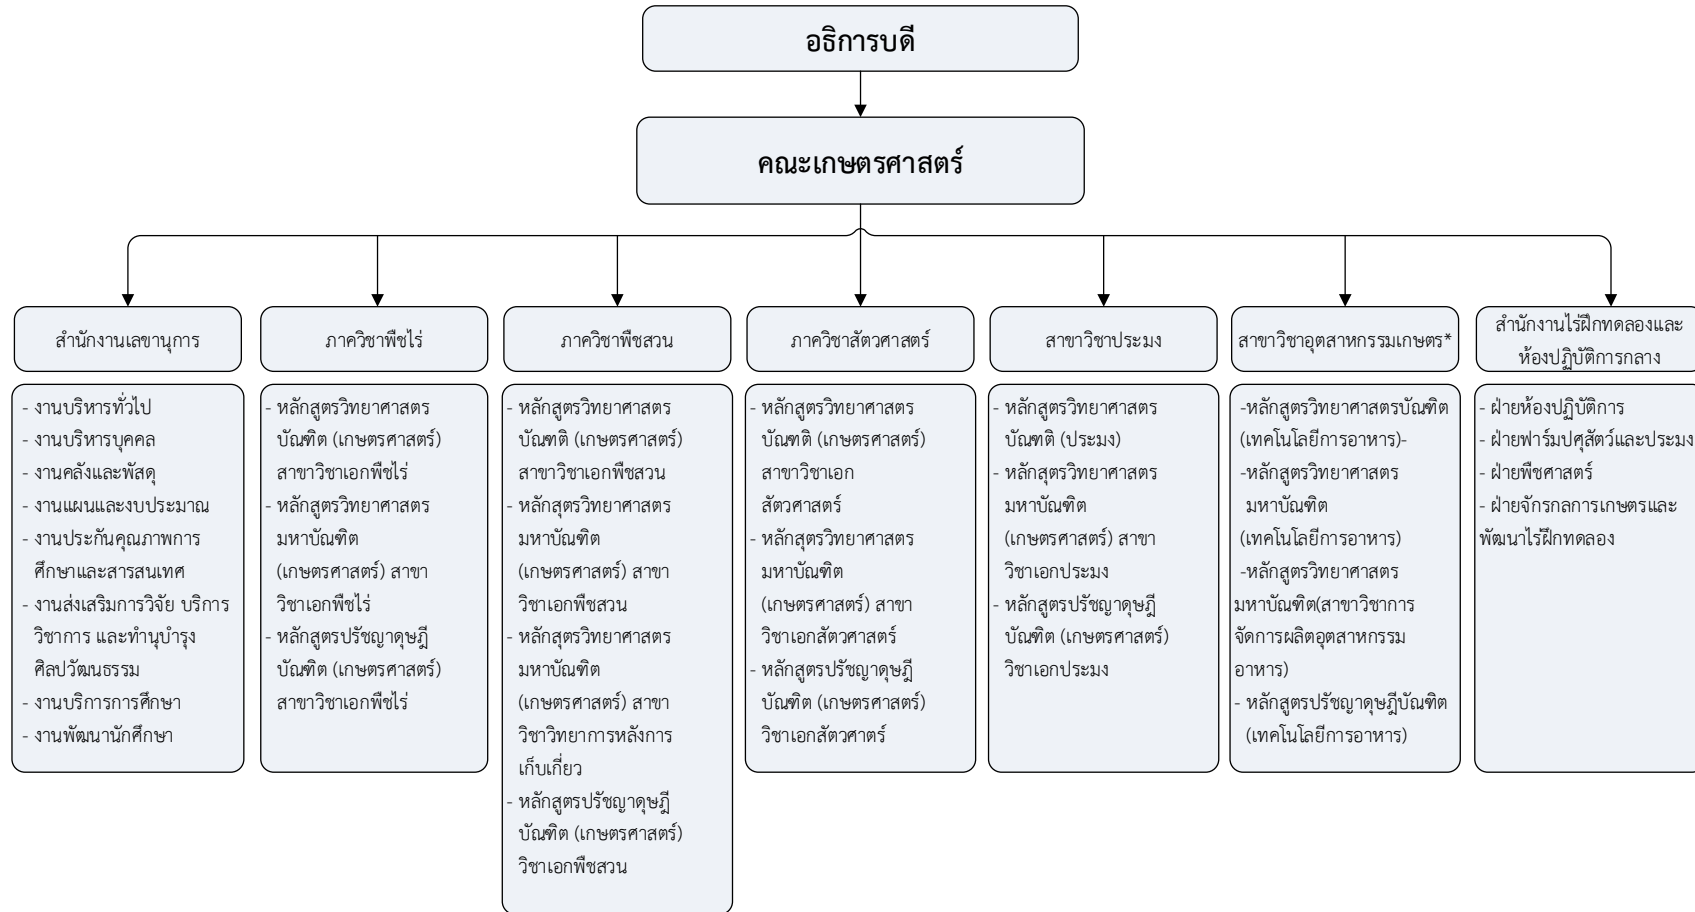 อธิการบดี
คณะเกษตรศาสตร์
สำนักงานเลขานุการ
ภาควิชาพืชไร่
ภาควิชาพืชสวน
ภาควิชาสัตวศาสตร์
สาขาวิชาประมง
สาขาวิชาอุตสาหกรรมเกษตร*
สำนักงานไร่ฝึกทดลองและ
ห้องปฏิบัติการกลาง
- งานบริหารทั่วไป
- งานบริหารบุคคล
- งานคลังและพัสดุ
- งานแผนและงบประมาณ
- งานประกันคุณภาพการ
ศึกษาและสารสนเทศ
- งานส่งเสริมการวิจัย บริการ
วิชาการ และทำนุบำรุง
ศิลปวัฒนธรรม
- งานบริการการศึกษา
- งานพัฒนานักศึกษา
- หลักสูตรวิทยาศาสตร
บัณฑิต (เกษตรศาสตร์)
สาขาวิชาเอกพืชไร่
- หลักสูตรวิทยาศาสตร
มหาบัณฑิต
(เกษตรศาสตร์) สาขา
วิชาเอกพืชไร่
- หลักสูตรปรัชญาดุษฎี
บัณฑิต (เกษตรศาสตร์)
สาขาวิชาเอกพืชไร่
- หลักสูตรวิทยาศาสตร
บัณฑติ (เกษตรศาสตร์)
สาขาวิชาเอกพืชสวน
- หลักสุตรวิทยาศาสตร
มหาบัณฑิต
(เกษตรศาสตร์) สาขา
วิชาเอกพืชสวน
- หลักสูตรวิทยาศาสตร
มหาบัณฑิต
(เกษตรศาสตร์) สาขา
วิชาวิทยาการหลังการ
เก็บเกี่ยว
- หลักสูตรปรัชญาดุษฎี
บัณฑิต (เกษตรศาสตร์)
วิชาเอกพืชสวน
- หลักสูตรวิทยาศาสตร
บัณฑติ (เกษตรศาสตร์)
สาขาวิชาเอก
สัตวศาสตร์
- หลักสุตรวิทยาศาสตร
มหาบัณฑิต
(เกษตรศาสตร์) สาขา
วิชาเอกสัตวศาสตร์
- หลักสูตรปรัชญาดุษฎี
บัณฑิต (เกษตรศาสตร์)
วิชาเอกสัตวศาตร์
- หลักสูตรวิทยาศาสตร
บัณฑติ (ประมง)
- หลักสุตรวิทยาศาสตร
มหาบัณฑิต
(เกษตรศาสตร์) สาขา
วิชาเอกประมง
- หลักสูตรปรัชญาดุษฎี
บัณฑิต (เกษตรศาสตร์)
วิชาเอกประมง
-หลักสูตรวิทยาศาสตรบัณฑิต
(เทคโนโลยีการอาหาร)-
-หลักสูตรวิทยาศาสตร
มหาบัณฑิต
(เทคโนโลยีการอาหาร)
-หลักสูตรวิทยาศาสตร
มหาบัณฑิต(สาขาวิชาการ
จัดการผลิตอุตสาหกรรม
อาหาร)
- หลักสูตรปรัชญาดุษฎีบัณฑิต
(เทคโนโลยีการอาหาร)
- ฝ่ายห้องปฏิบัติการ
- ฝ่ายฟาร์มปศุสัตว์และประมง
- ฝ่ายพืชศาสตร์
- ฝ่ายจักรกลการเกษตรและ
พัฒนาไร่ฝึกทดลอง